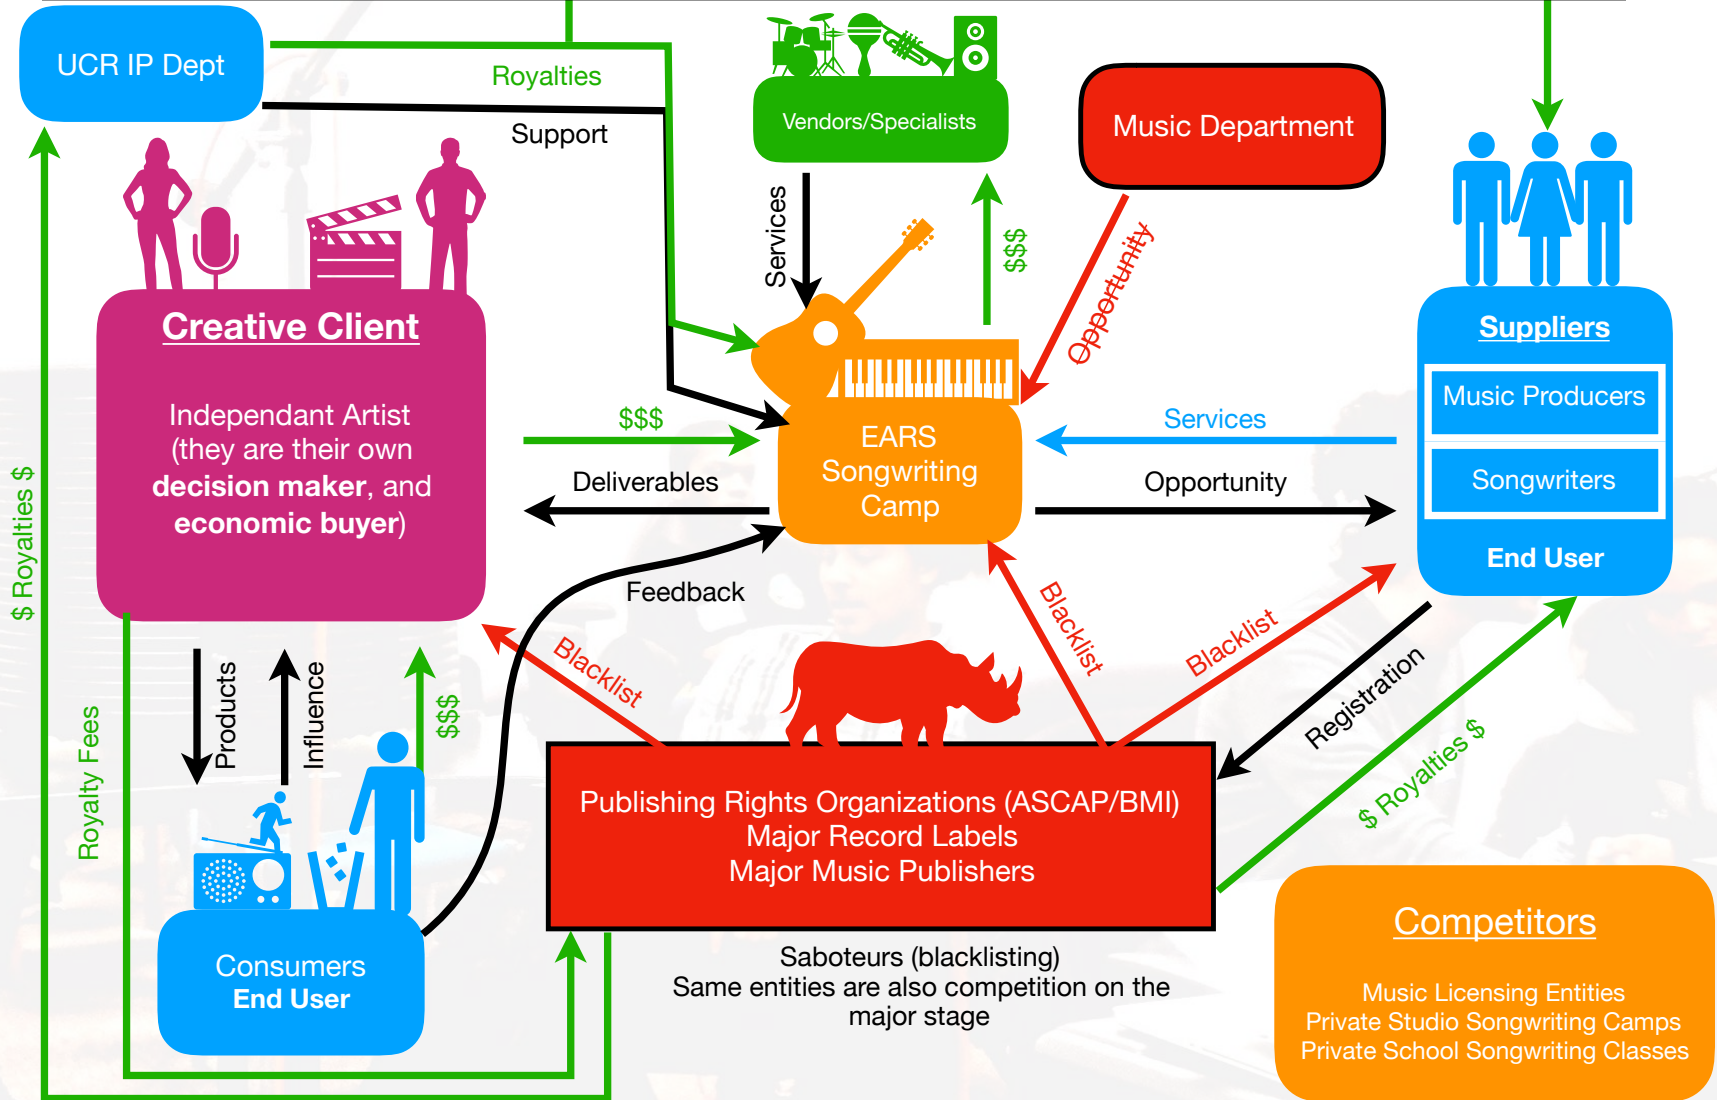 UCR IP Dept
Royalties
Support
Vendors/Specialists
Music Department
Services
$$$
Opportunity
Creative Client
Independant Artist
(they are their own
decision maker, and
economic buyer)
$$$
Deliverables
Feedback
EARS
Songwriting
Camp
Services
Opportunity
Suppliers
Music Producers
Songwriters
End User
$ Royalties $
Royalty Fees
Products
Influence
$$$
Blacklist
Blacklist
Blacklist
Registration
$ Royalties $
Publishing Rights Organizations (ASCAP/BMI)
Major Record Labels
Major Music Publishers
Saboteurs (blacklisting)
Same entities are also competition on the
major stage
Consumers
End User
Competitors
Music Licensing Entities
Private Studio Songwriting Camps
Private School Songwriting Classes